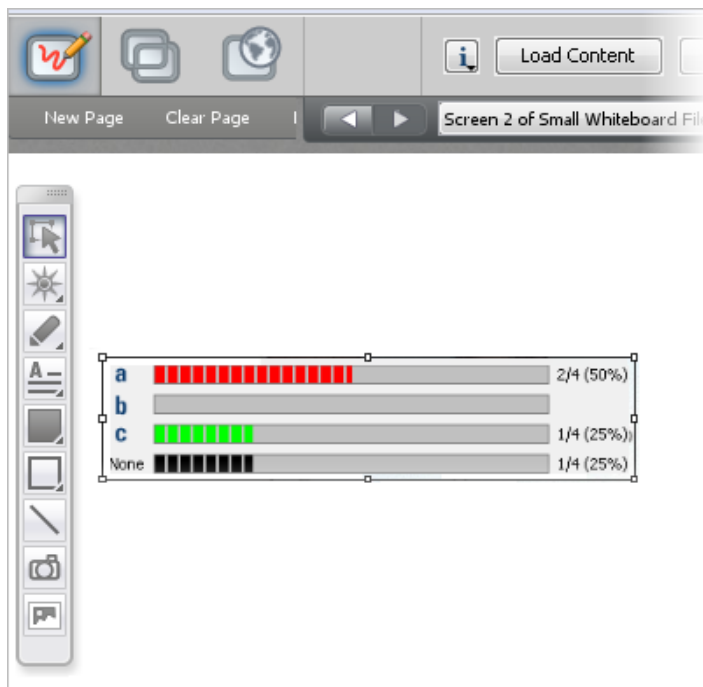 Load Content
New Page Clear Page
Screen 2 of Small Whiteboard File
a 2/4 (50%)
b
c 1/4 (25%)
None 1/4 (25%)